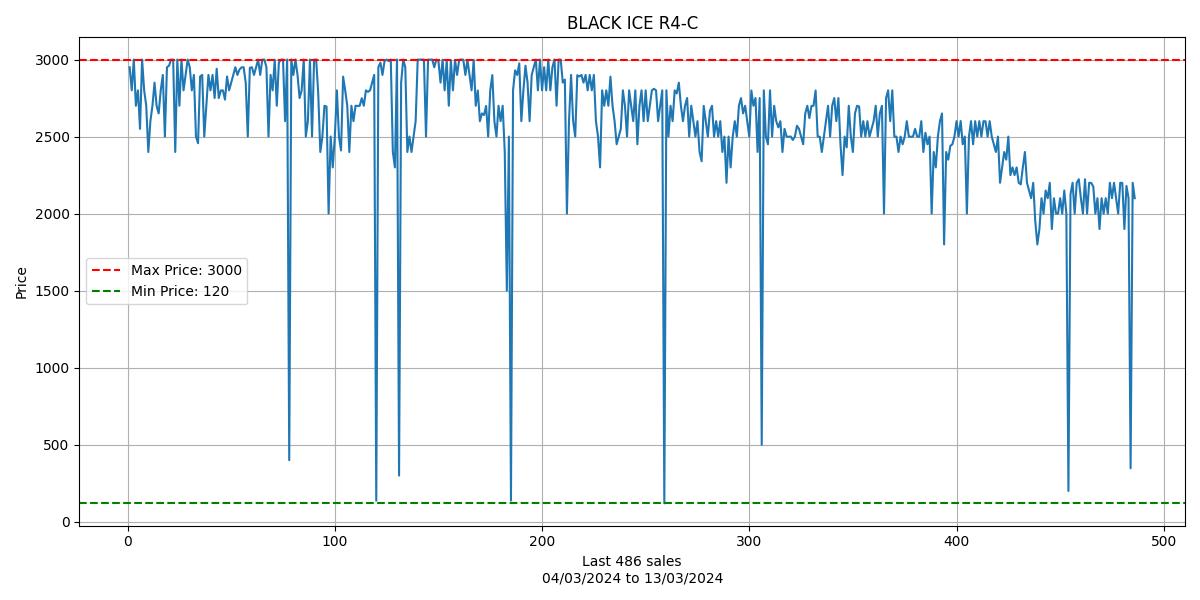 BLACK ICE R4-C
3000
2500
2000
1500
1000
500
0
Price
Max Price: 3000
Min Price: 120
0 100 200 300 400 500
Last 486 sales
04/03/2024 to 13/03/2024